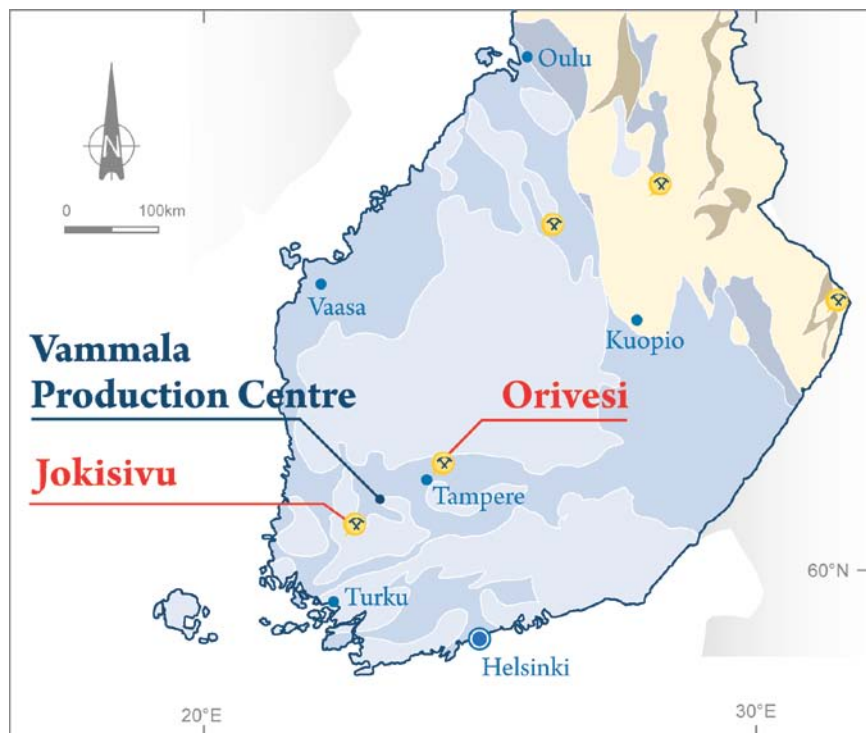 Oulu
N
0 100km
Vaasa
Kuopio
Vammala
Production Centre
Orivesi
Jokisivu
Tampere
60°N
Turku
Helsinki
20°E
30°E